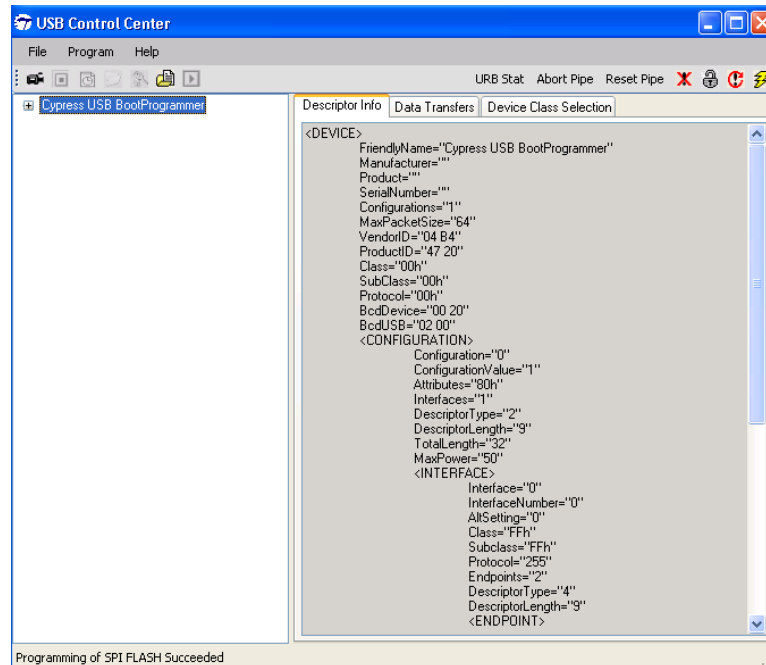 USB Control Center
File Program Help
URB Stat Abort Pipe Reset Pipe
Cypress USB BootProgrammer
Descriptor Info Data Transfers Device Class Selection
<DEVICE>
FriendlyName="Cypress USB BootProgrammer"
Manufacturer=""
Product=""
SerialNumber=""
Configurations="1"
MaxPacketSize="64"
VendorID="04 B4"
ProductID="47 20"
Class="00h"
SubClass="00h"
Protocol="00h"
BcdDevice="00 20"
BcdUSB="02 00"
<CONFIGURATION>
Configuration="0"
ConfigurationValue="1"
Attributes="80h"
Interfaces="1"
DescriptorType="2"
DescriptorLength="9"
TotalLength="32"
MaxPower="50"
<INTERFACE>
Interface="0"
InterfaceNumber="0"
AltSetting="0"
Class="FFh"
Subclass="FFh"
Protocol="255"
Endpoints="2"
DescriptorType="4"
DescriptorLength="9"
<ENDPOINT>
Programming of SPI FLASH Succeeded